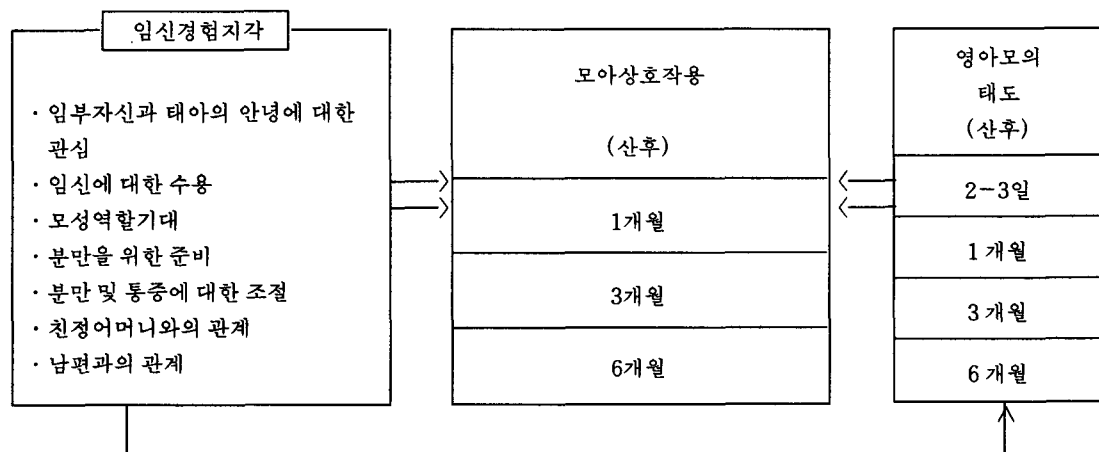 임신경험지각
· 임부자신과 태아의 안녕에 대한
관심
· 임신에 대한 수용
· 모성역할기대
· 분만을 위한 준비
· 분만 및 통증에 대한 조절
· 친정어머니와의 관계
· 남편과의 관계
모아상호작용
(산후)
1개월
3개월
6개월
영아모의
태도
(산후)
2-3일
1개월
3개월
6개월